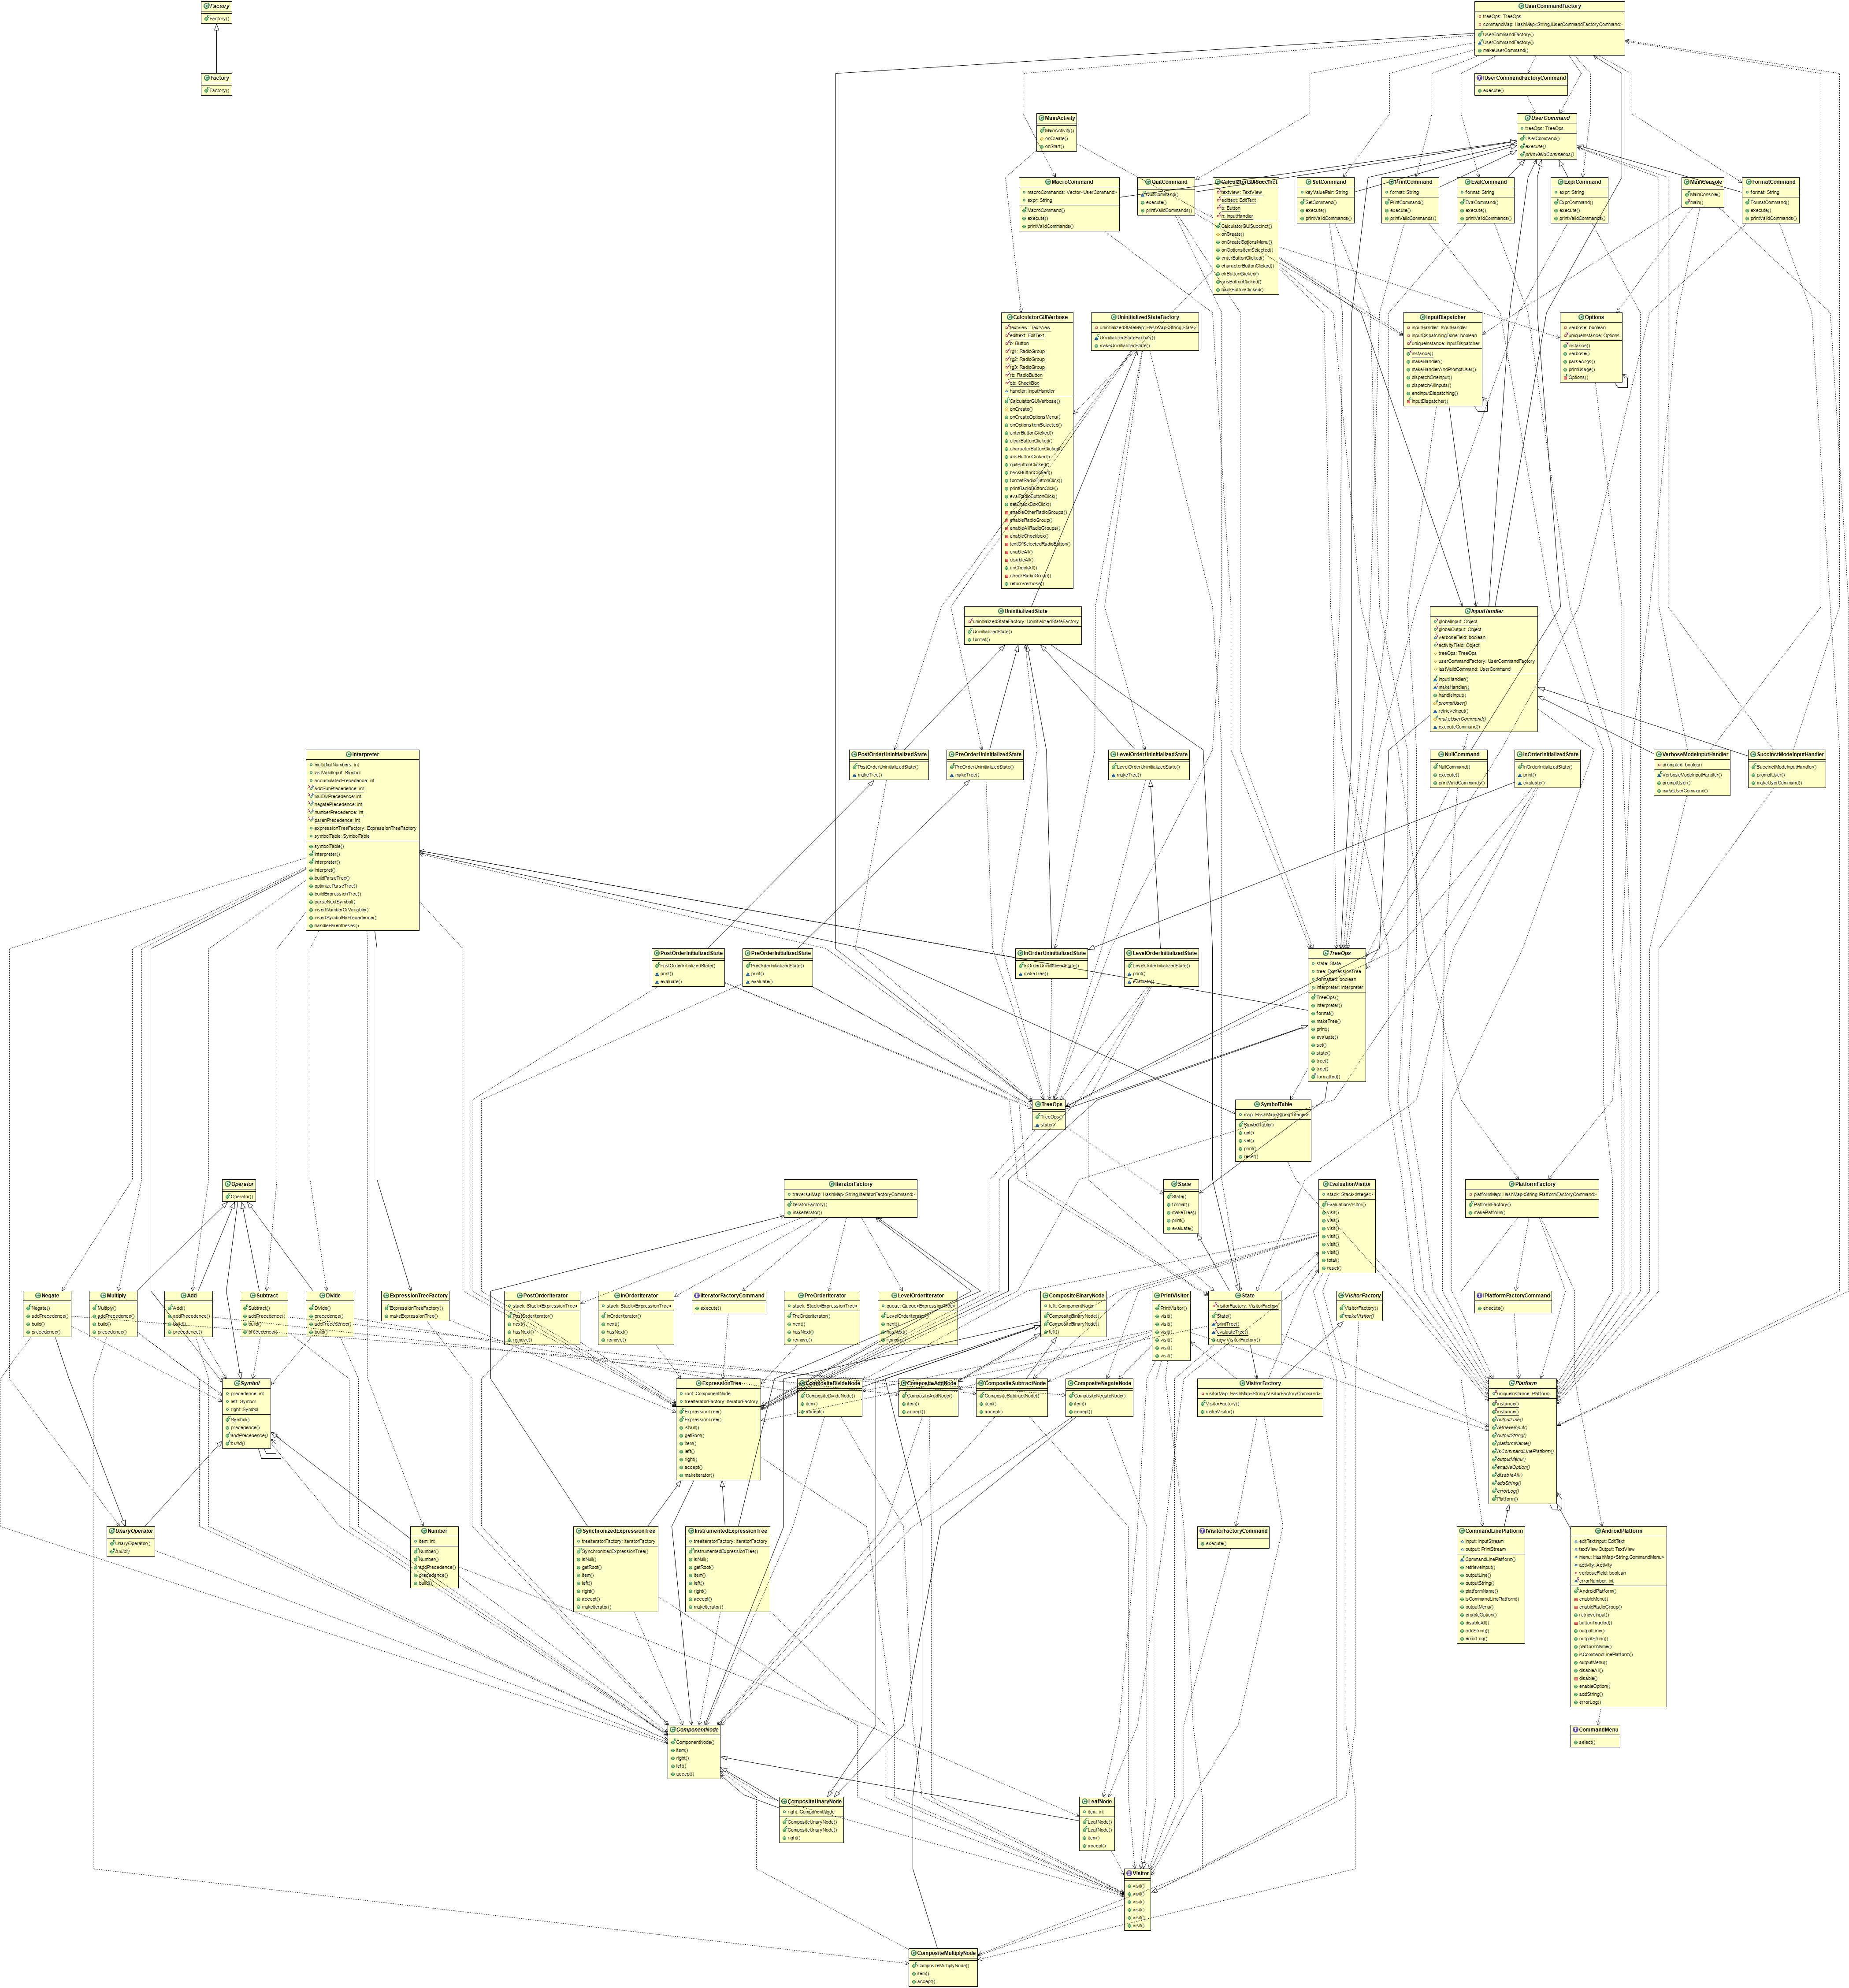 Factory
Factory()
Factory
Factory()
UserCommandFactory
treeOps: TreeOps
commandMap: HashMap<String,IUserCommandFactoryCommand>
UserCommandFactory()
UserCommandFactory()
makeUserCommand()
IUserCommandFactoryCommand
execute()
UserCommand
treeOps: TreeOps
UserCommand()
execute()
printValidCommands()
MainActivity
MainActivity()
onCreate()
onStart()
MacroCommand
macroCommands: Vector<UserCommand>
expr: String
MacroCommand()
execute()
printValidCommands()
QuitCommand
QuitCommand()
execute()
printValidCommands()
CalculatorGUISuccinct
textview: TextView
edittext: EditText
b: Button
h: InputHandler
CalculatorGUISuccinct()
onCreate()
onCreateOptionsMenu()
onOptionsItemSelected()
enterButtonClicked()
characterButtonClicked()
clrButtonClicked()
ansButtonClicked()
backButtonClicked()
SetCommand
keyValuePair: String
SetCommand()
execute()
printValidCommands()
PrintCommand
format: String
PrintCommand()
execute()
printValidCommands()
EvalCommand
format: String
EvalCommand()
execute()
printValidCommands()
ExprCommand
expr: String
ExprCommand()
execute()
printValidCommands()
MainConsole
MainConsole()
main()
FormatCommand
format: String
FormatCommand()
execute()
printValidCommands()
CalculatorGUIVerbose
textview: TextView
edittext: EditText
b: Button
rg1: RadioGroup
rg2: RadioGroup
rg3: RadioGroup
rb: RadioButton
cb: CheckBox
handler: InputHandler
CalculatorGUIVerbose()
onCreate()
onCreateOptionsMenu()
onOptionsItemSelected()
enterButtonClicked()
clearButtonClicked()
characterButtonClicked()
ansButtonClicked()
quitButtonClicked()
backButtonClicked()
formatRadioButtonClick()
printRadioButtonClick()
evalRadioButtonClick()
setCheckBoxClick()
enableOtherRadioGroups()
enableRadioGroup()
enableAllRadioGroups()
enableCheckbox()
textOfSelectedRadioButton()
enableAll()
disableAll()
unCheckAll()
checkRadioGroup()
returnVerbose()
UninitializedStateFactory
uninitializedStateMap: HashMap<String,State>
UninitializedStateFactory()
makeUninitializedState()
InputDispatcher
inputHandler: InputHandler
inputDispatchingDone: boolean
uniqueInstance: InputDispatcher
instance()
makeHandler()
makeHandlerAndPromptUser()
dispatchOneInput()
dispatchAllInputs()
endInputDispatching()
InputDispatcher()
Options
verbose: boolean
uniqueInstance: Options
instance()
verbose()
parseArgs()
printUsage()
Options()
UninitializedState
uninitializedStateFactory: UninitializedStateFactory
UninitializedState()
format()
InputHandler
globalInput: Object
globalOutput: Object
verboseField: boolean
activityField: Object
treeOps: TreeOps
userCommandFactory: UserCommandFactory
lastValidCommand: UserCommand
InputHandler()
makeHandler()
handleInput()
promptUser()
retrieveInput()
makeUserCommand()
executeCommand()
Interpreter
multiDigitNumbers: int
lastValidInput: Symbol
accumulatedPrecedence: int
addSubPrecedence: int
mulDivPrecedence: int
negatePrecedence: int
numberPrecedence: int
parenPrecedence: int
expressionTreeFactory: ExpressionTreeFactory
symbolTable: SymbolTable
symbolTable()
Interpreter()
Interpreter()
interpret()
buildParseTree()
optimizeParseTree()
buildExpressionTree()
parseNextSymbol()
insertNumberOrVariable()
insertSymbolByPrecedence()
handleParentheses()
PostOrderUninitializedState
PostOrderUninitializedState()
makeTree()
PreOrderUninitializedState
PreOrderUninitializedState()
makeTree()
LevelOrderUninitializedState
LevelOrderUninitializedState()
makeTree()
NullCommand
NullCommand()
execute()
printValidCommands()
InOrderInitializedState
InOrderInitializedState()
print()
evaluate()
VerboseModeInputHandler
prompted: boolean
VerboseModeInputHandler()
promptUser()
makeUserCommand()
SuccinctModeInputHandler
SuccinctModeInputHandler()
promptUser()
makeUserCommand()
PostOrderInitializedState
PostOrderInitializedState()
print()
evaluate()
PreOrderInitializedState
PreOrderInitializedState()
print()
evaluate()
InOrderUninitializedState
InOrderUninitializedState()
makeTree()
LevelOrderInitializedState
LevelOrderInitializedState()
print()
evaluate()
TreeOps
state: State
tree: ExpressionTree
formatted: boolean
interpreter: Interpreter
TreeOps()
interpreter()
format()
makeTree()
print()
evaluate()
set()
state()
tree()
tree()
formatted()
TreeOps
TreeOps()
state()
SymbolTable
map: HashMap<String,Integer>
SymbolTable()
get()
set()
print()
reset()
Operator
Operator()
IteratorFactory
traversalMap: HashMap<String,IteratorFactoryCommand>
IteratorFactory()
makeIterator()
State
State()
format()
makeTree()
print()
evaluate()
EvaluationVisitor
stack: Stack<Integer>
EvaluationVisitor()
visit()
visit()
visit()
visit()
visit()
visit()
total()
reset()
PlatformFactory
platformMap: HashMap<String,IPlatformFactoryCommand>
PlatformFactory()
makePlatform()
Negate
Negate()
addPrecedence()
build()
precedence()
Multiply
Multiply()
addPrecedence()
build()
precedence()
Add
Add()
addPrecedence()
build()
precedence()
Subtract
Subtract()
addPrecedence()
build()
precedence()
Divide
Divide()
precedence()
addPrecedence()
build()
ExpressionTreeFactory
ExpressionTreeFactory()
makeExpressionTree()
PostOrderIterator
stack: Stack<ExpressionTree>
PostOrderIterator()
next()
hasNext()
remove()
InOrderIterator
stack: Stack<ExpressionTree>
InOrderIterator()
next()
hasNext()
remove()
IIteratorFactoryCommand
execute()
PreOrderIterator
stack: Stack<ExpressionTree>
PreOrderIterator()
next()
hasNext()
remove()
LevelOrderIterator
queue: Queue<ExpressionTree>
LevelOrderIterator()
next()
hasNext()
remove()
CompositeBinaryNode
left: ComponentNode
CompositeBinaryNode()
CompositeBinaryNode()
left()
PrintVisitor
PrintVisitor()
visit()
visit()
visit()
visit()
visit()
visit()
State
visitorFactory: VisitorFactory
State()
printTree()
evaluateTree()
new VisitorFactory()
VisitorFactory
VisitorFactory()
makeVisitor()
IPlatformFactoryCommand
execute()
Symbol
precedence: int
left: Symbol
right: Symbol
Symbol()
precedence()
addPrecedence()
build()
ExpressionTree
root: ComponentNode
treeIteratorFactory: IteratorFactory
ExpressionTree()
ExpressionTree()
isNull()
getRoot()
item()
left()
right()
accept()
makeIterator()
CompositeDivideNode
CompositeDivideNode()
item()
accept()
CompositeAddNode
CompositeAddNode()
item()
accept()
CompositeSubtractNode
CompositeSubtractNode()
item()
accept()
CompositeNegateNode
CompositeNegateNode()
item()
accept()
VisitorFactory
visitorMap: HashMap<String,IVisitorFactoryCommand>
VisitorFactory()
makeVisitor()
Platform
uniqueInstance: Platform
instance()
instance()
outputLine()
retrieveInput()
outputString()
platformName()
isCommandLinePlatform()
outputMenu()
enableOption()
disableAll()
addString()
errorLog()
Platform()
UnaryOperator
UnaryOperator()
build()
Number
item: int
Number()
Number()
addPrecedence()
precedence()
build()
SynchronizedExpressionTree
treeIteratorFactory: IteratorFactory
SynchronizedExpressionTree()
isNull()
getRoot()
item()
left()
right()
accept()
makeIterator()
InstrumentedExpressionTree
treeIteratorFactory: IteratorFactory
InstrumentedExpressionTree()
isNull()
getRoot()
item()
left()
right()
accept()
makeIterator()
IVisitorFactoryCommand
execute()
CommandLinePlatform
input: InputStream
output: PrintStream
CommandLinePlatform()
retrieveInput()
outputLine()
outputString()
platformName()
isCommandLinePlatform()
outputMenu()
enableOption()
disableAll()
addString()
errorLog()
AndroidPlatform
editTextInput: EditText
textView Output: TextView
menu: HashMap<String,CommandMenu>
activity: Activity
verboseField: boolean
errorNumber: int
AndroidPlatform()
enableMenu()
enableRadioGroup()
retrieveInput()
buttonToggled()
outputLine()
outputString()
platformName()
isCommandLinePlatform()
outputMenu()
disableAll()
disable()
enableOption()
addString()
errorLog()
ComponentNode
ComponentNode()
item()
right()
left()
accept()
CommandMenu
select()
CompositeUnaryNode
right: ComponentNode
CompositeUnaryNode()
CompositeUnaryNode()
right()
LeafNode
item: int
LeafNode()
LeafNode()
item()
accept()
Visitor
visit()
visit()
visit()
visit()
visit()
visit()
CompositeMultiplyNode
CompositeMultiplyNode()
item()
accept()